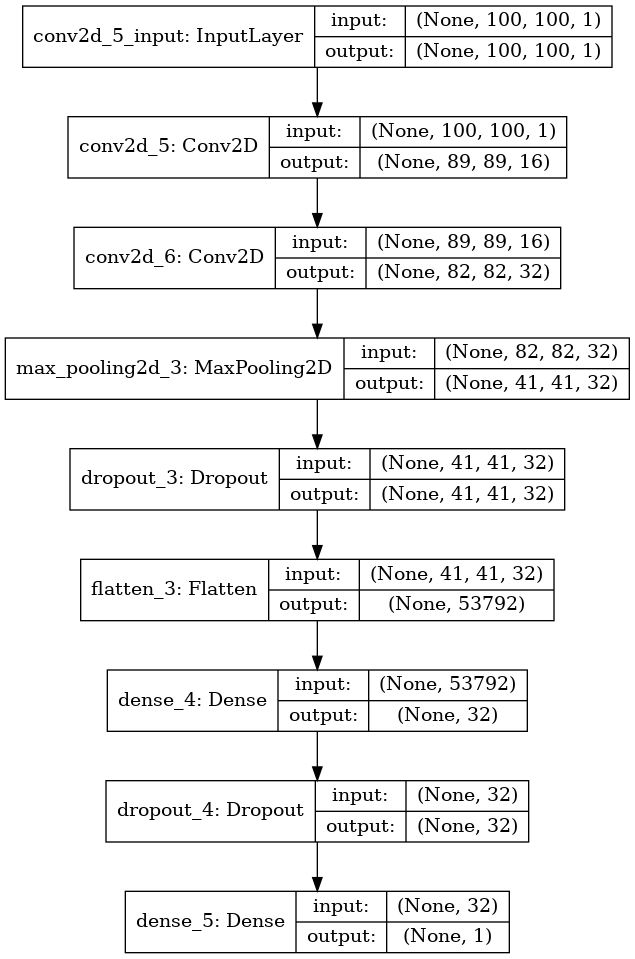 conv2d_5_input: InputLayer
input: (None, 100, 100, 1)
output: (None, 100, 100, 1)
conv2d_5: Conv2D
input: (None, 100, 100, 1)
output: (None, 89, 89, 16)
conv2d_6: Conv2D
input: (None, 89, 89, 16)
output: (None, 82, 82, 32)
max_pooling2d_3: MaxPooling2D
input: (None, 82, 82, 32)
output: (None, 41, 41, 32)
dropout_3: Dropout
input: (None, 41, 41, 32)
output: (None, 41, 41, 32)
flatten_3: Flatten
input: (None, 41, 41, 32)
output: (None, 53792)
dense_4: Dense
input: (None, 53792)
output: (None, 32)
dropout_4: Dropout
input: (None, 32)
output: (None, 32)
dense_5: Dense
input: (None, 32)
output: (None, 1)